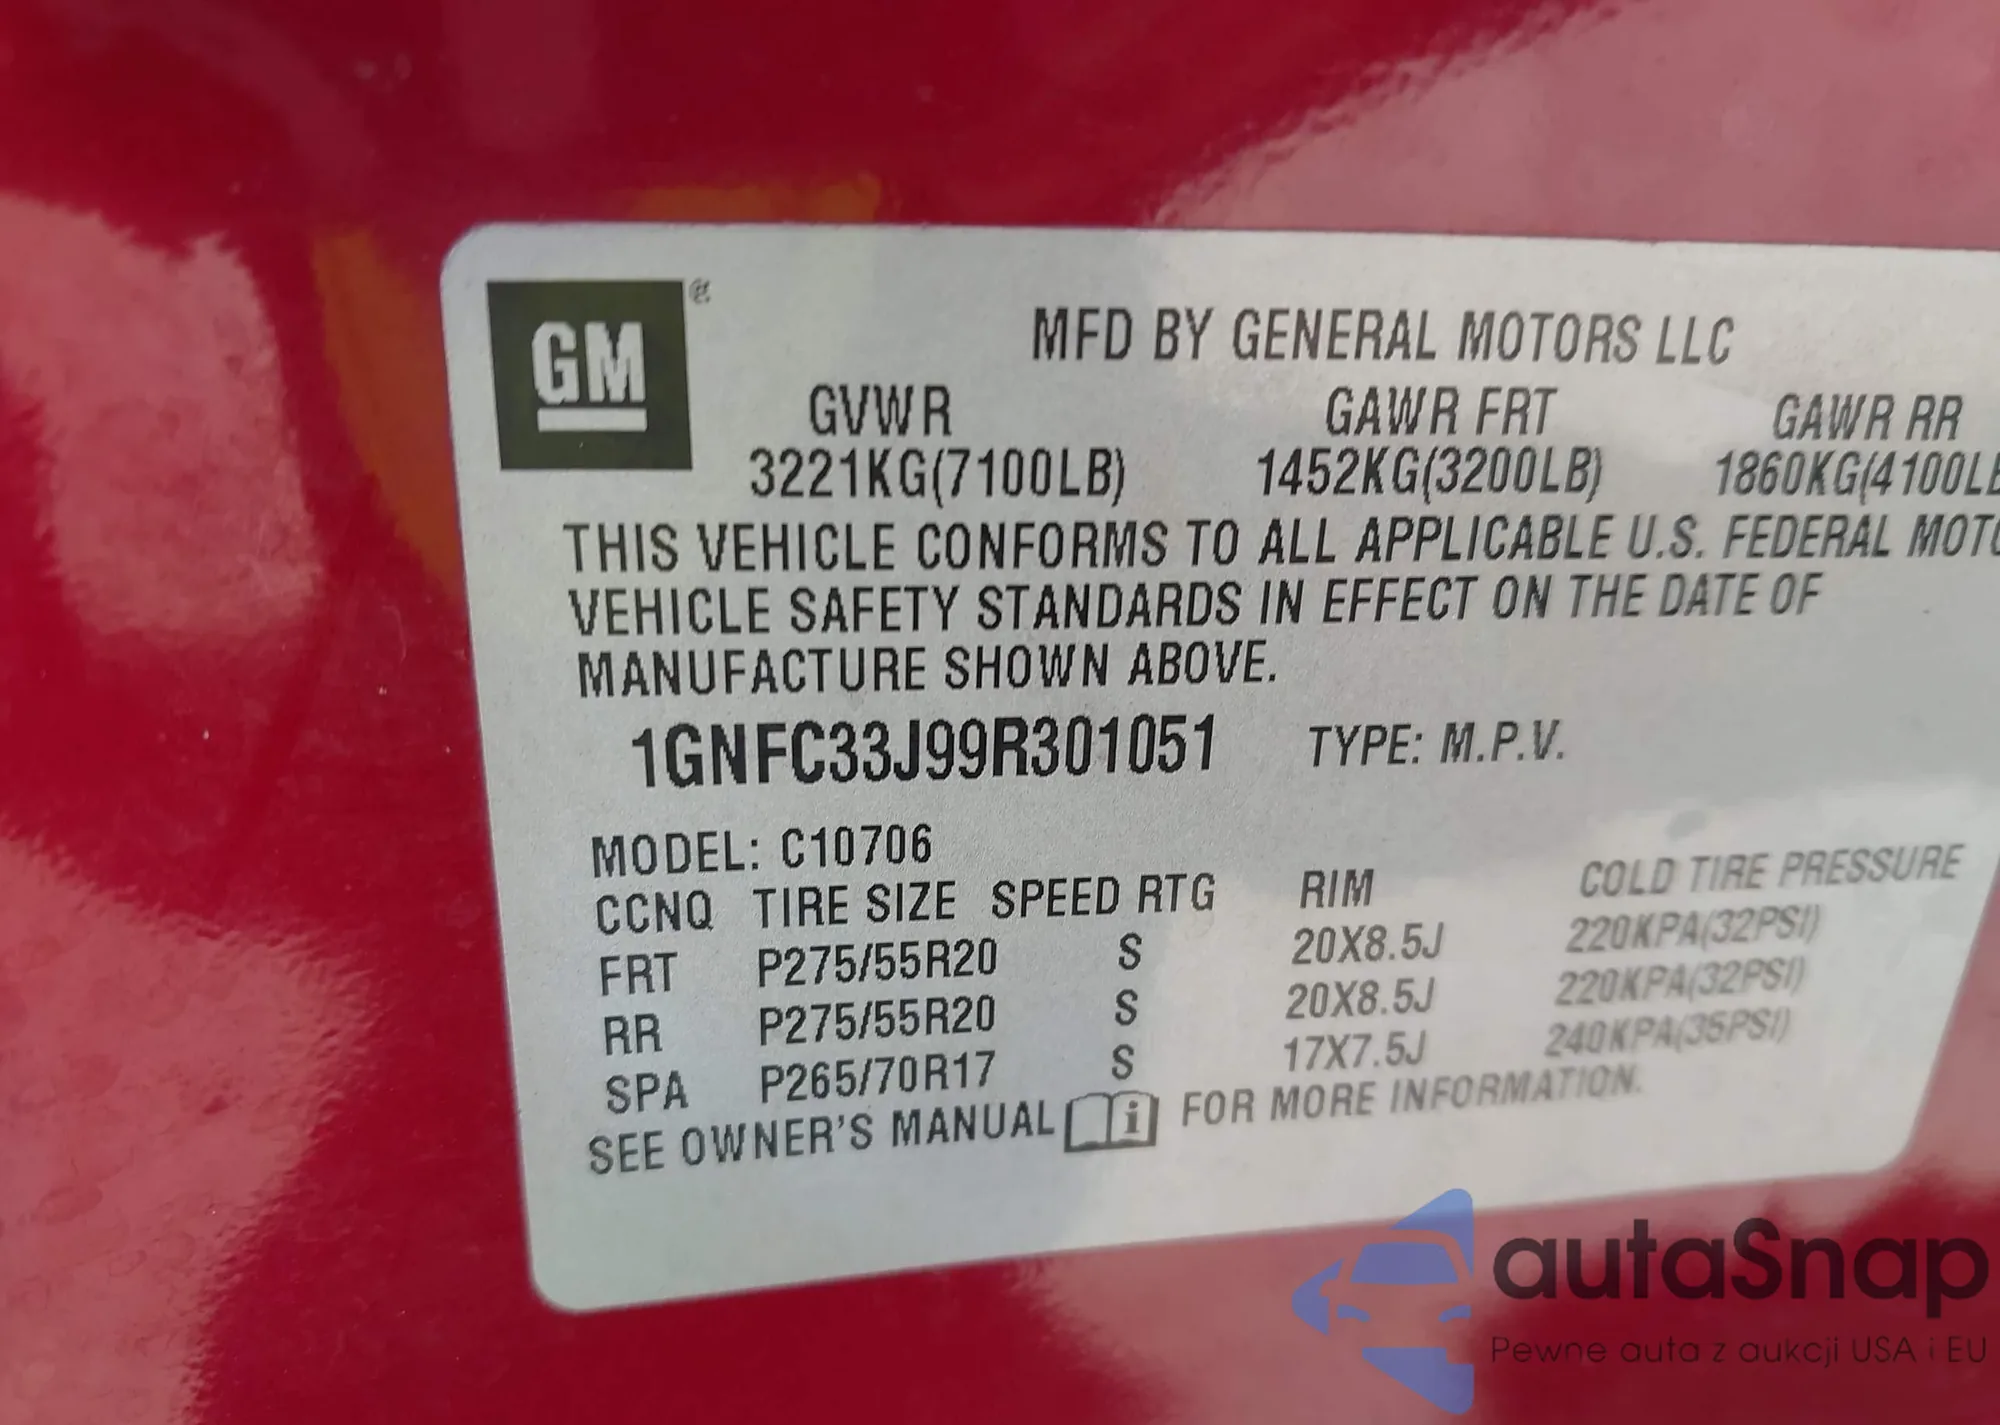 GM
MFD BY GENERAL MOTORS LLC
GVWR GAWR FRT GAWR RR
3221KG(7100LB) 1452KG(3200LB) 1860KG(4100LB
THIS VEHICLE CONFORMS TO ALL APPLICABLE U.S. FEDERAL MOTO
VEHICLE SAFETY STANDARDS IN EFFECT ON THE DATE OF
MANUFACTURE SHOWN ABOVE.
1GNFC33J99R301051 TYPE: M.P.V.
MODEL: C10706
CCNQ TIRE SIZE SPEED RTG RIM COLD TIRE PRESSURE
FRT P275/55R20 S 20X8.5J 220KPA(32PSI)
RR P275/55R20 S 20X8.5J 220KPA(32PSI)
SPA P265/70R17 S 17X7.5J 240KPA(35PSI)
SEE OWNER'S MANUAL i FOR MORE INFORMATION.
autaSnap
Pewne auta z aukcji USA i EU